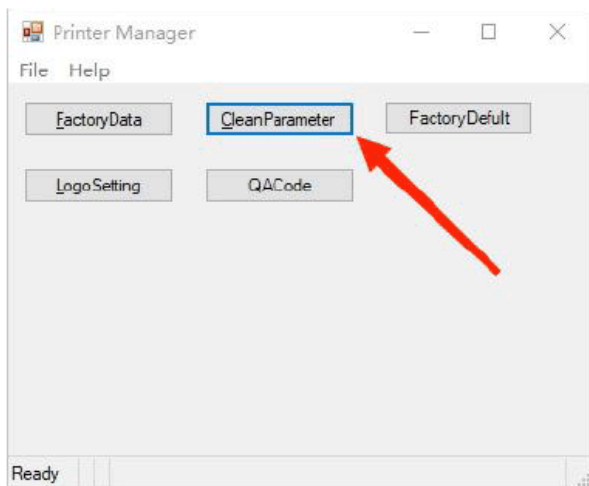 Printer Manager
File Help
FactoryData CleanParameter FactoryDefult
LogoSetting QACode
Ready